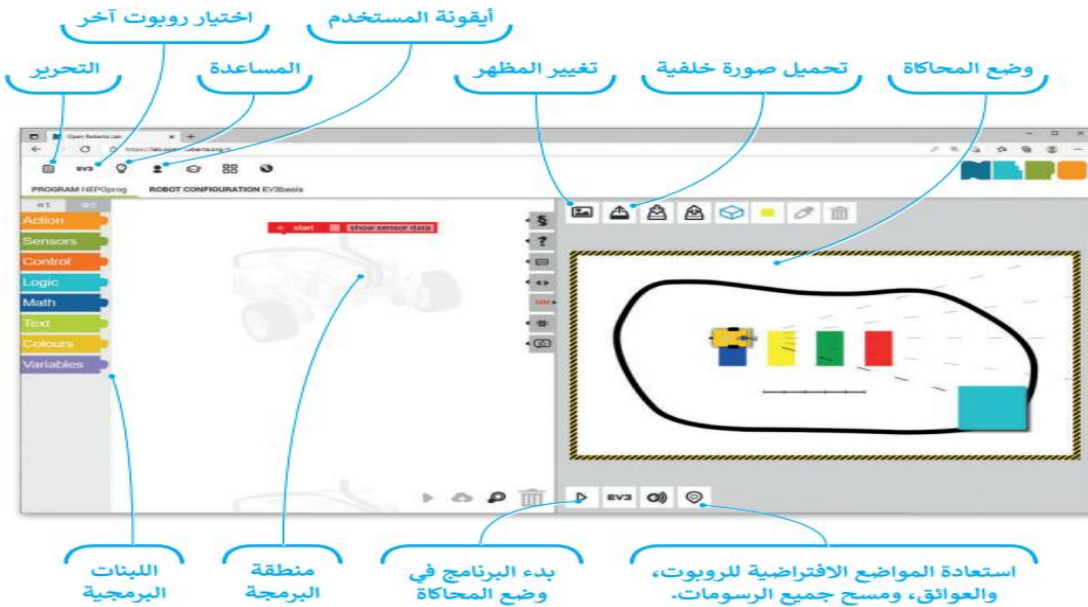 اختيار روبوت آخر
أيقونة المستخدم
التحرير
المساعدة
تغيير المظهر
تحميل صورة خلفية
وضع المحاكاة
Open Roberta Lab
EV3
NEPO
PROGRAM NEPOprog
ROBOT CONFIGURATION EV3basis
Action
Sensors
Control
Logic
Math
Text
Colours
Variables
+ start show sensor data
§
?
SIM
EV3
اللبنات
البرمجية
منطقة
البرمجة
بدء البرنامج في
وضع المحاكاة
استعادة المواضع الافتراضية للروبوت،
والعوائق، ومسح جميع الرسومات.